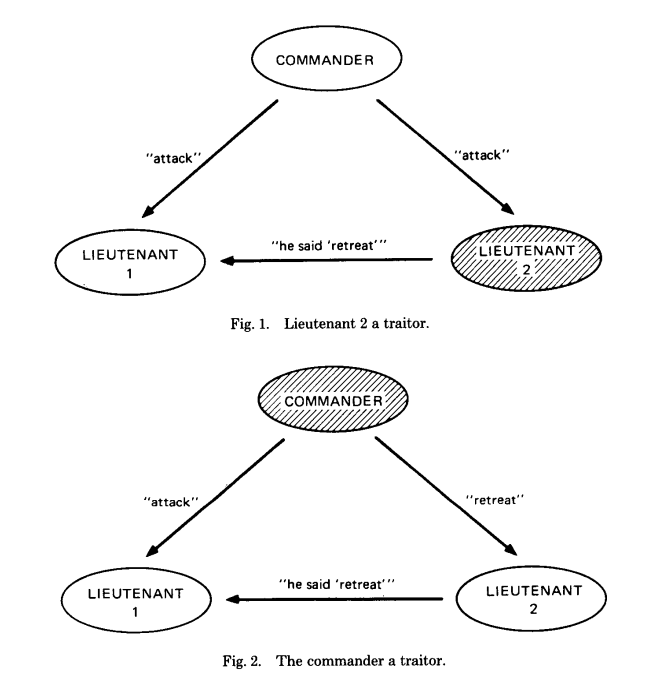 COMMANDER
"attack"
"attack"
"he said 'retreat'"
LIEUTENANT
1
LIEUTENANT
2
Fig. 1. Lieutenant 2 a traitor.
COMMANDER
"attack"
"retreat"
"he said 'retreat'"
LIEUTENANT
1
LIEUTENANT
2
Fig. 2. The commander a traitor.